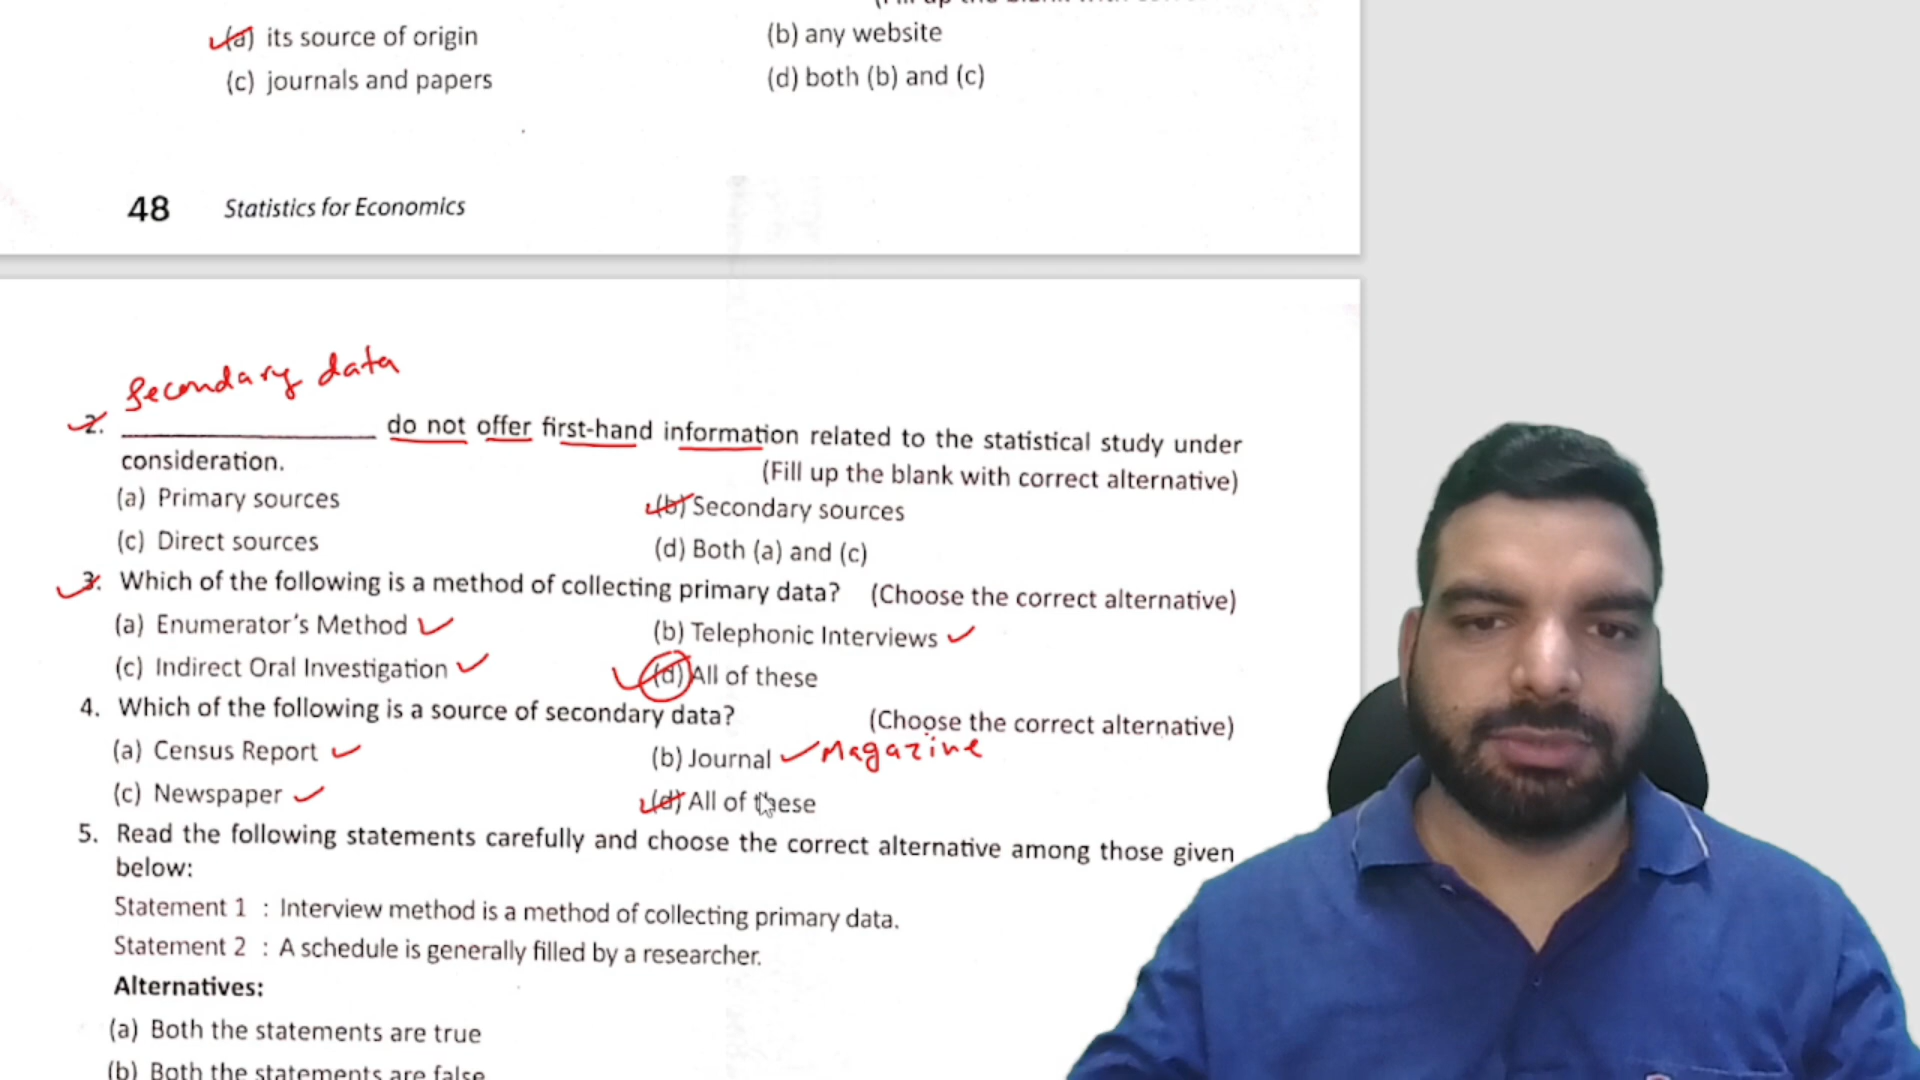 (a) its source of origin (b) any website
(c) journals and papers (d) both (b) and (c)
48 Statistics for Economics
Secondary data
2. ____________ do not offer first-hand information related to the statistical study under
consideration. (Fill up the blank with correct alternative)
(a) Primary sources (b) Secondary sources
(c) Direct sources (d) Both (a) and (c)
3. Which of the following is a method of collecting primary data? (Choose the correct alternative)
(a) Enumerator's Method (b) Telephonic Interviews
(c) Indirect Oral Investigation (d) All of these
4. Which of the following is a source of secondary data? (Choose the correct alternative)
(a) Census Report (b) Journal Magazine
(c) Newspaper (d) All of these
5. Read the following statements carefully and choose the correct alternative among those given
below:
Statement 1 : Interview method is a method of collecting primary data.
Statement 2 : A schedule is generally filled by a researcher.
Alternatives:
(a) Both the statements are true
(b) Both the statements are false